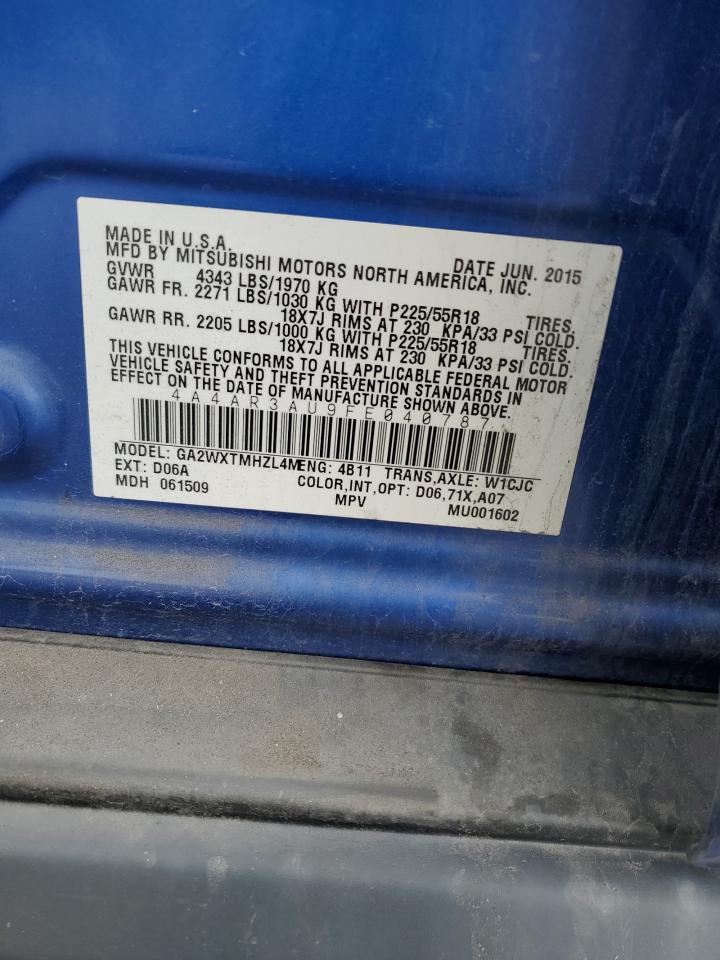 MADE IN U.S.A. DATE JUN. 2015
MFD BY MITSUBISHI MOTORS NORTH AMERICA, INC.
GVWR 4343 LBS/1970 KG
GAWR FR. 2271 LBS/1030 KG WITH P225/55R18 TIRES.
18X7J RIMS AT 230 KPA/33 PSI COLD.
GAWR RR. 2205 LBS/1000 KG WITH P225/55R18 TIRES.
18X7J RIMS AT 230 KPA/33 PSI COLD.
THIS VEHICLE CONFORMS TO ALL APPLICABLE FEDERAL MOTOR
VEHICLE SAFETY AND THEFT PREVENTION STANDARDS IN
EFFECT ON THE DATE OF MANUFACTURE SHOWN ABOVE.
4A4AR3AU9FE040787
MODEL: GA2WXTMHZL4M ENG: 4B11 TRANS,AXLE: W1CJC
EXT: D06A COLOR,INT,OPT: D06,71X,A07
MDH 061509 MPV MU001602